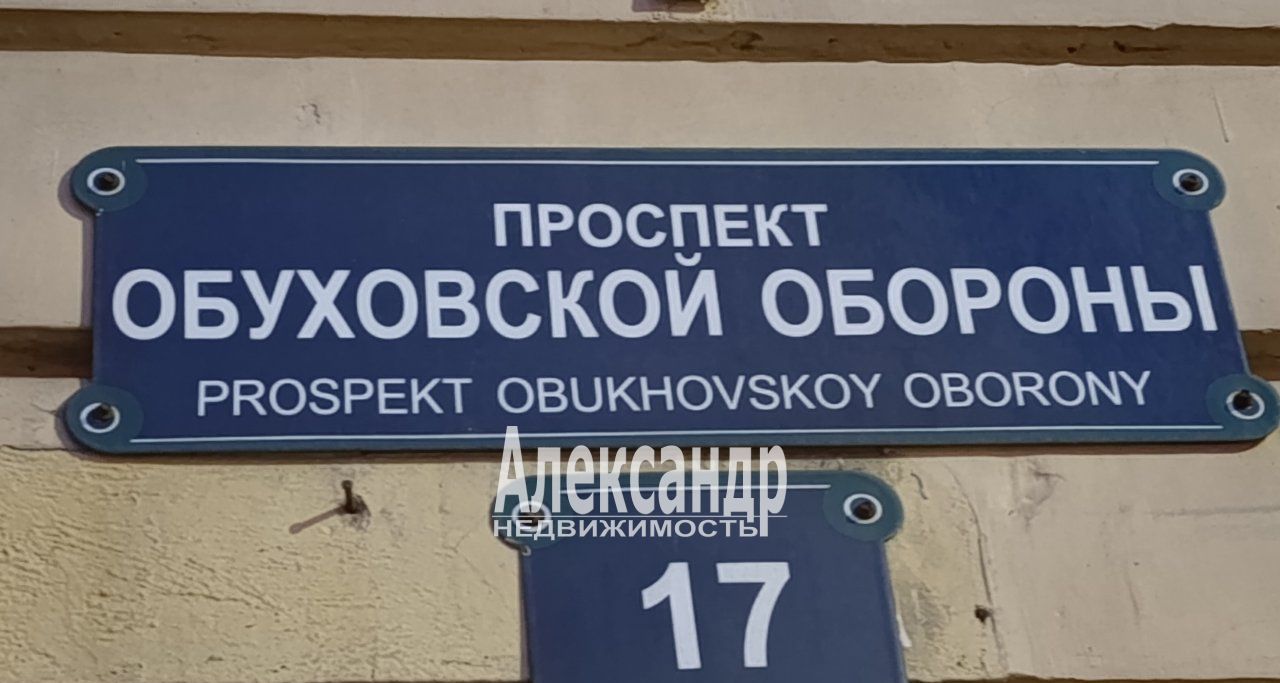 ПРОСПЕКТ
ОБУХОВСКОЙ ОБОРОНЫ
PROSPEKT OBUKHOVSKOY OBORONY
Александр
НЕДВИЖИМОСТЬ
17